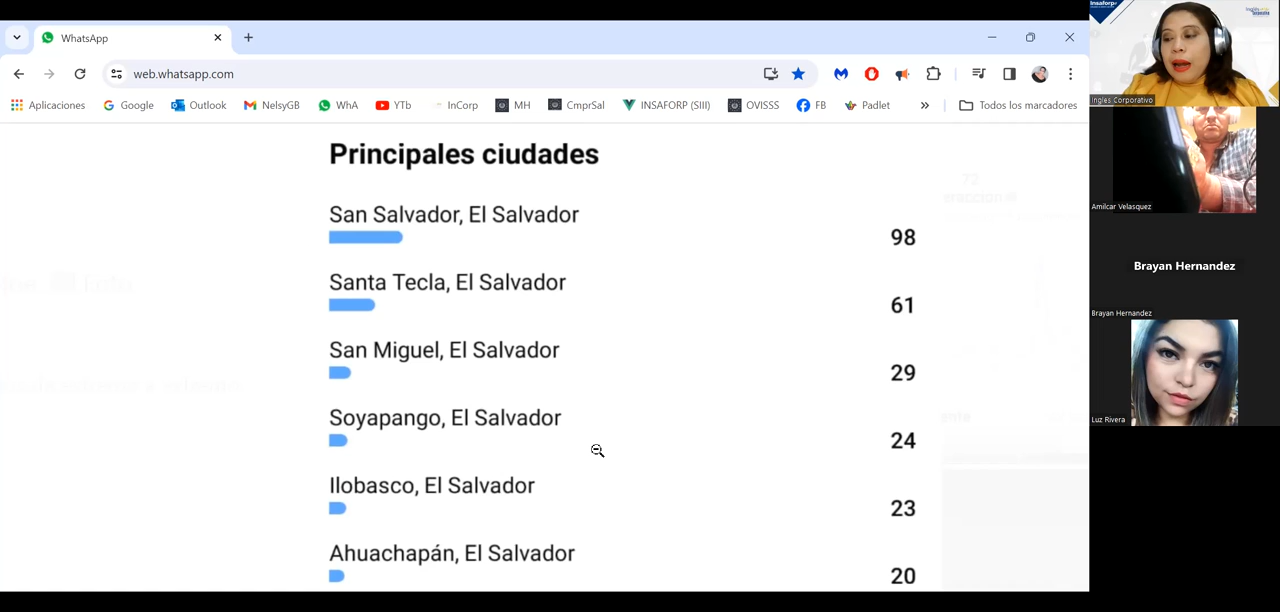 WhatsApp
web.whatsapp.com
Aplicaciones
Google
Outlook
NelsyGB
WhA
YTb
InCorp
MH
CmprSal
INSAFORP (SIII)
OVISSS
FB
Padlet
»
Todos los marcadores
Principales ciudades
San Salvador, El Salvador
98
Santa Tecla, El Salvador
61
San Miguel, El Salvador
29
Soyapango, El Salvador
24
Ilobasco, El Salvador
23
Ahuachapán, El Salvador
20
Insaforp
Ingles Corporativo
Amilcar Velasquez
Brayan Hernandez
Brayan Hernandez
Luz Rivera